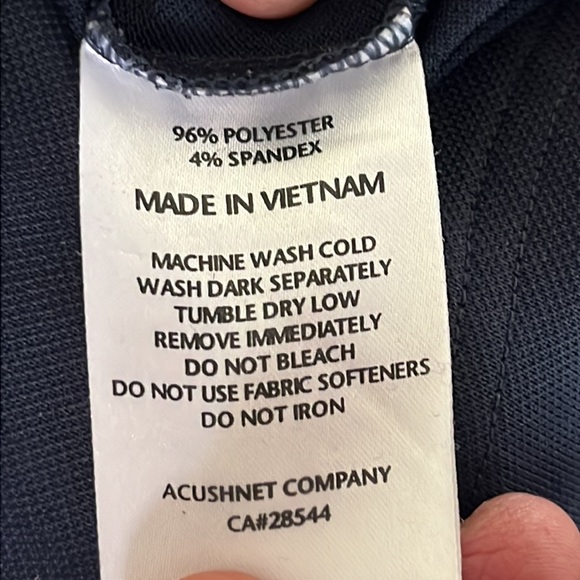 96% POLYESTER
4% SPANDEX
MADE IN VIETNAM
MACHINE WASH COLD
WASH DARK SEPARATELY
TUMBLE DRY LOW
REMOVE IMMEDIATELY
DO NOT BLEACH
DO NOT USE FABRIC SOFTENERS
DO NOT IRON
ACUSHNET COMPANY
CA#28544